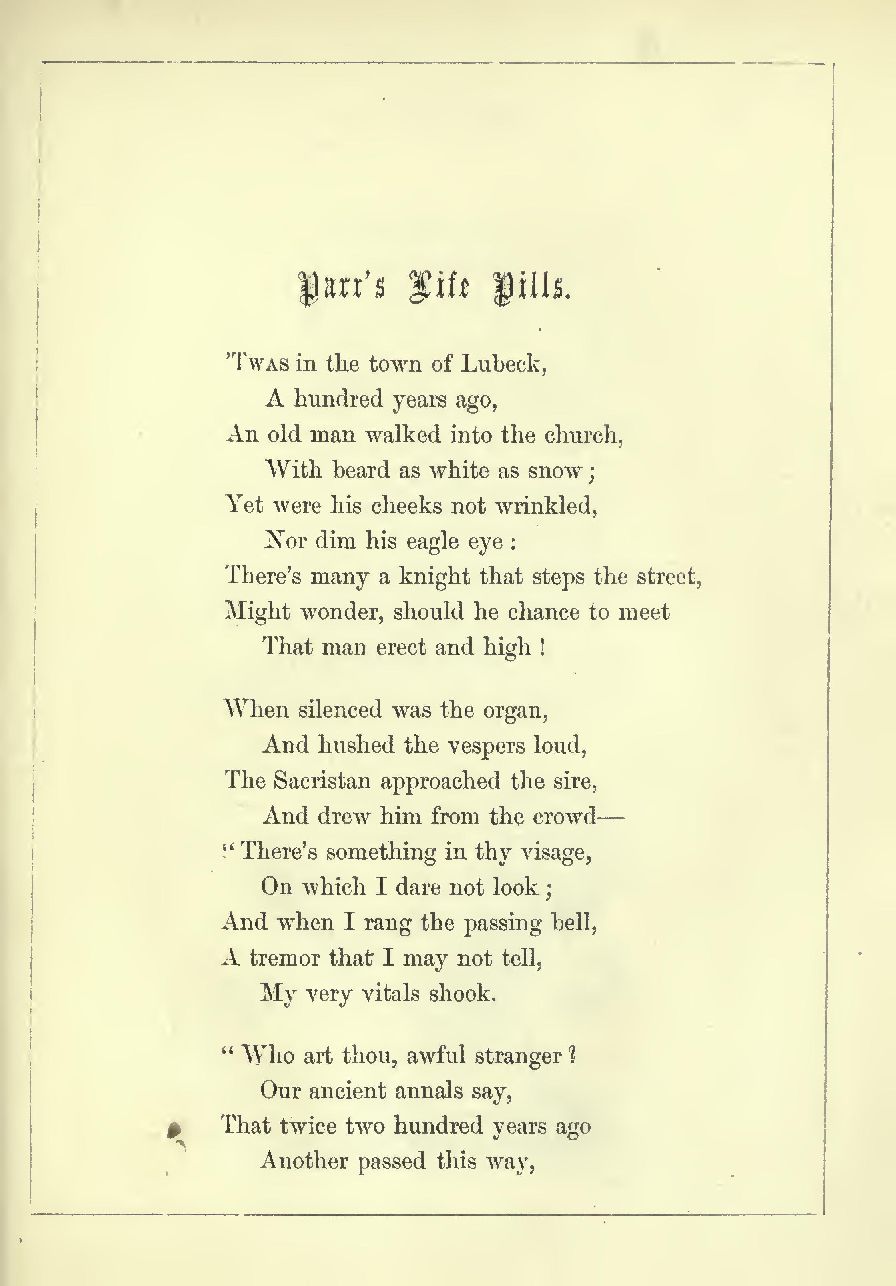 Parr's Life Pills.
'Twas in the town of Lubeck,
A hundred years ago,
An old man walked into the church,
With beard as white as snow;
Yet were his cheeks not wrinkled,
Nor dim his eagle eye:
There's many a knight that steps the street,
Might wonder, should he chance to meet
That man erect and high!
When silenced was the organ,
And hushed the vespers loud,
The Sacristan approached the sire,
And drew him from the crowd—
"There's something in thy visage,
On which I dare not look;
And when I rang the passing bell,
A tremor that I may not tell,
My very vitals shook.
"Who art thou, awful stranger?
Our ancient annals say,
That twice two hundred years ago
Another passed this way,